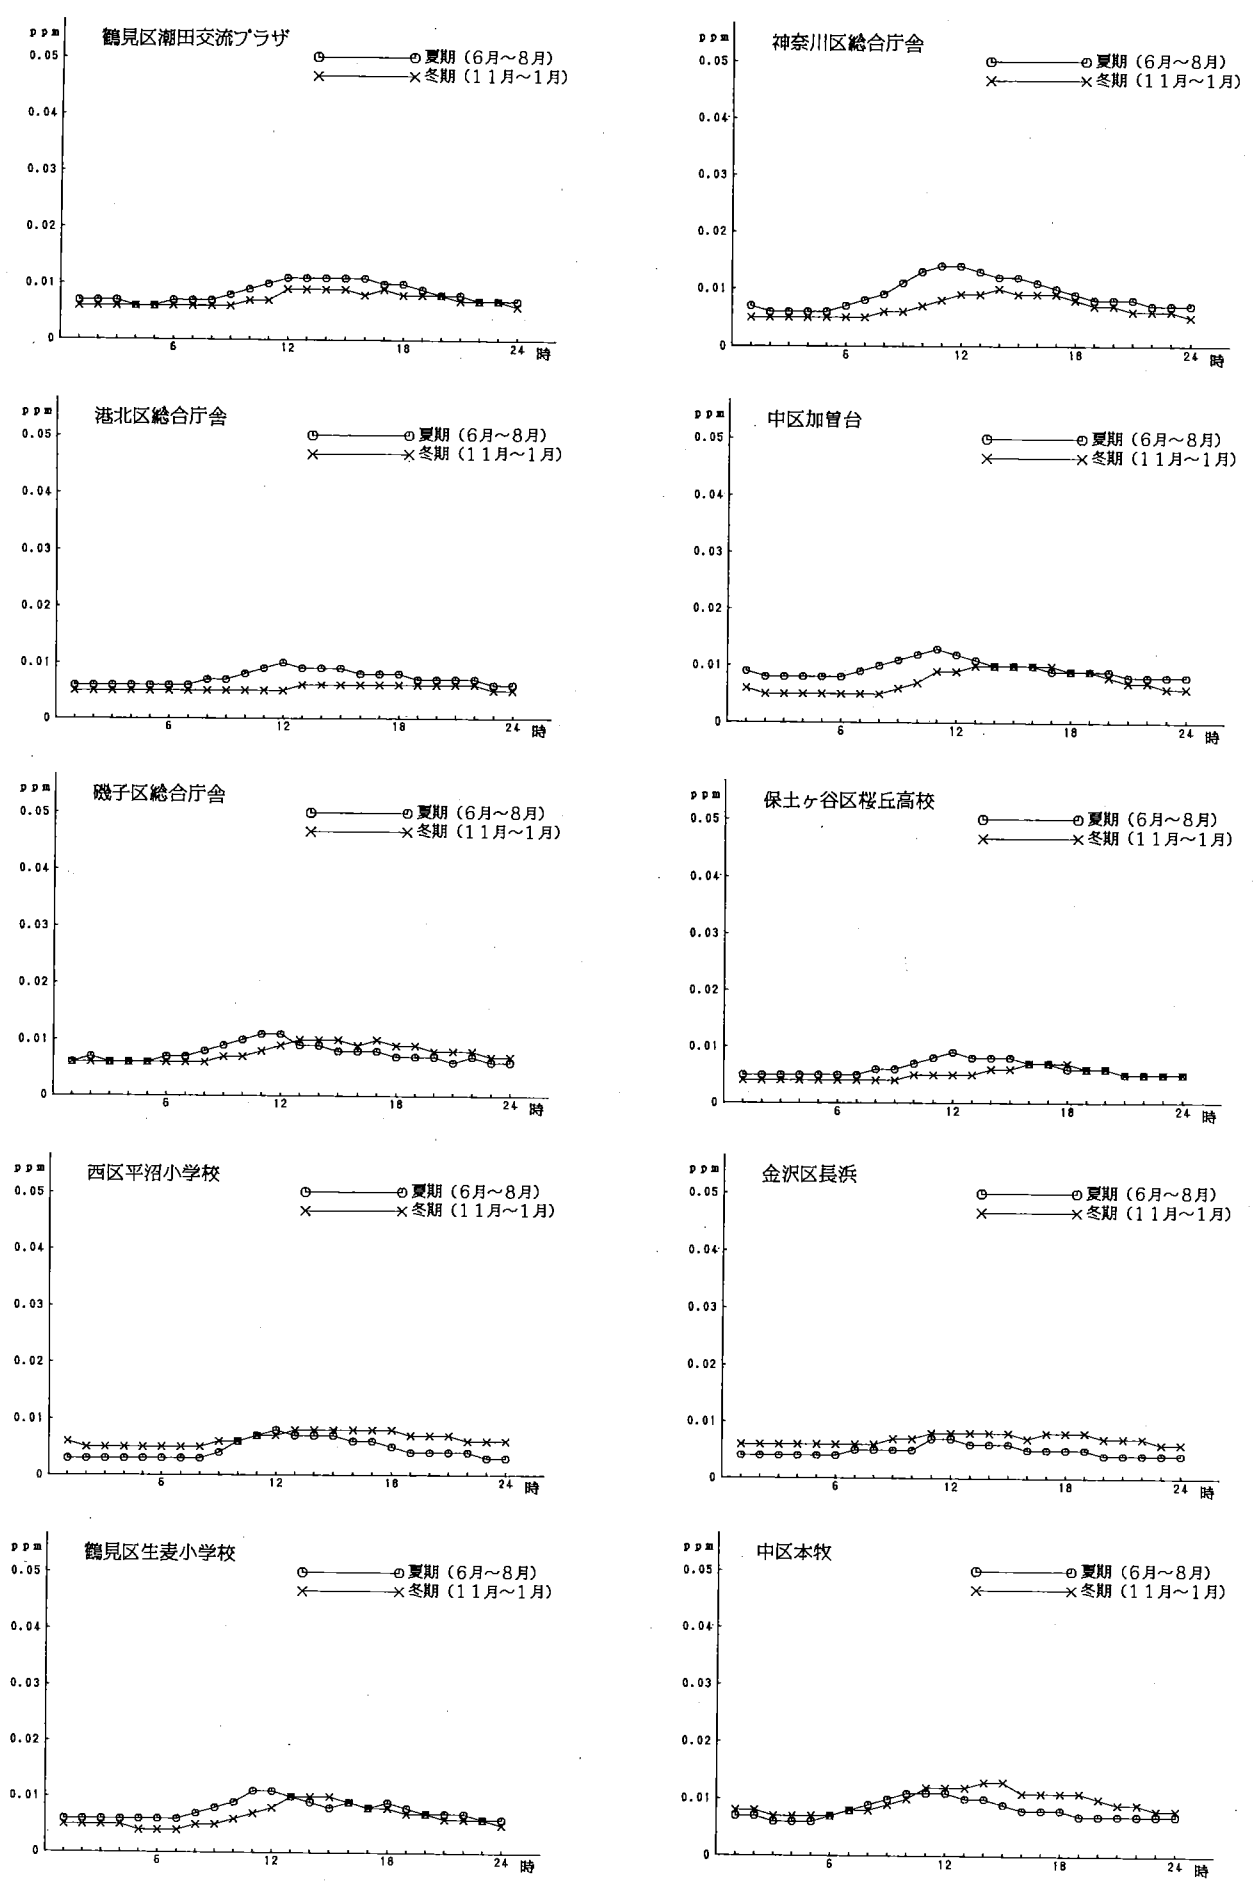 鶴見区潮田交流プラザ
ppm
夏期(6月~8月)
冬期(11月~1月)
0.05
0.04
0.03
0.02
0.01
0
6
12
18
24
時
神奈川区総合庁舎
ppm
夏期(6月~8月)
冬期(11月~1月)
0.05
0.04
0.03
0.02
0.01
0
6
12
18
24
時
港北区総合庁舎
ppm
夏期(6月~8月)
冬期(11月~1月)
0.05
0.04
0.03
0.02
0.01
0
6
12
18
24
時
中区加曽台
ppm
夏期(6月~8月)
冬期(11月~1月)
0.05
0.04
0.03
0.02
0.01
0
6
12
18
24
時
磯子区総合庁舎
ppm
夏期(6月~8月)
冬期(11月~1月)
0.05
0.04
0.03
0.02
0.01
0
6
12
18
24
時
保土ヶ谷区桜丘高校
ppm
夏期(6月~8月)
冬期(11月~1月)
0.05
0.04
0.03
0.02
0.01
0
6
12
18
24
時
西区平沼小学校
ppm
夏期(6月~8月)
冬期(11月~1月)
0.05
0.04
0.03
0.02
0.01
0
6
12
18
24
時
金沢区長浜
ppm
夏期(6月~8月)
冬期(11月~1月)
0.05
0.04
0.03
0.02
0.01
0
6
12
18
24
時
鶴見区生麦小学校
ppm
夏期(6月~8月)
冬期(11月~1月)
0.05
0.04
0.03
0.02
0.01
0
6
12
18
24
時
中区本牧
ppm
夏期(6月~8月)
冬期(11月~1月)
0.05
0.04
0.03
0.02
0.01
0
6
12
18
24
時